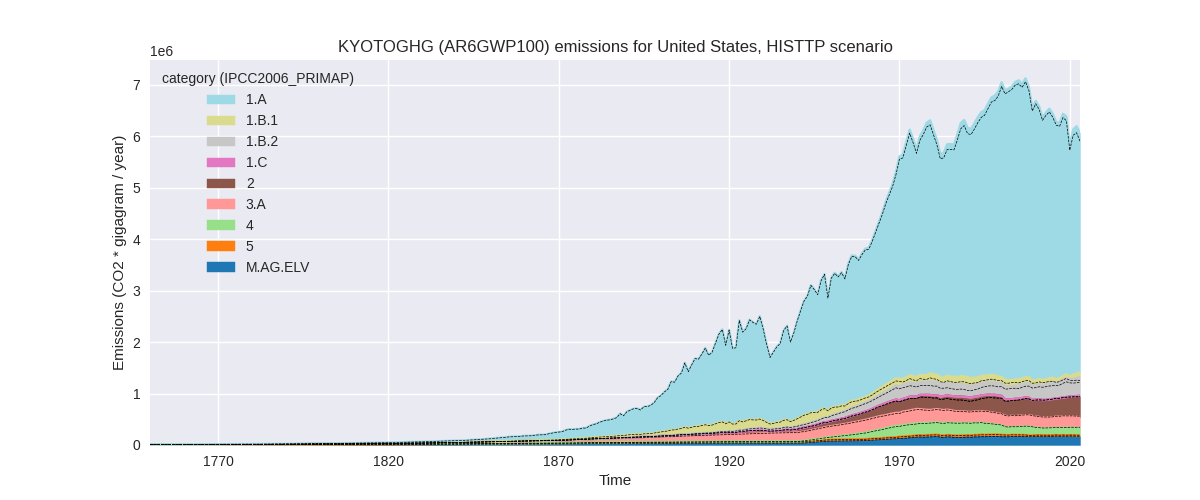 KYOTOGHG (AR6GWP100) emissions for United States, HISTTP scenario
1e6
category (IPCC2006_PRIMAP)
1.A
1.B.1
1.B.2
1.C
2
3.A
4
5
M.AG.ELV
Emissions (CO2 * gigagram / year)
7
6
5
4
3
2
1
0
1770
1820
1870
1920
1970
2020
Time